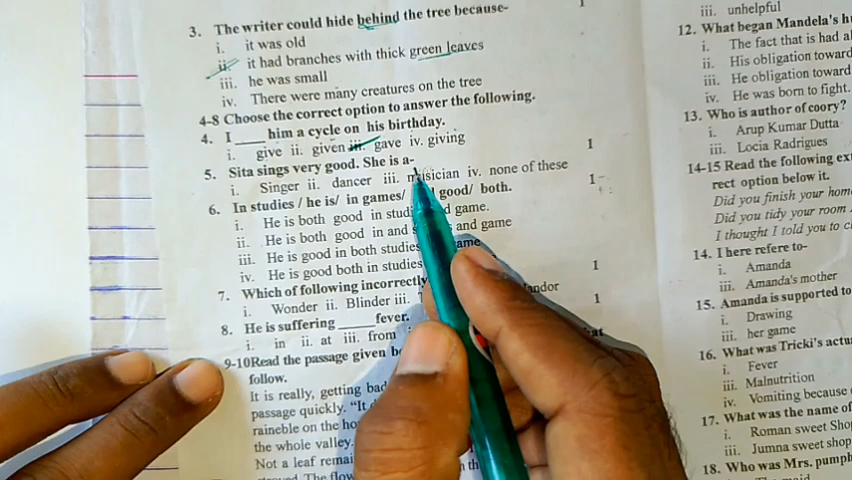 3. The writer could hide behind the tree because-
i. it was old
ii. it had branches with thick green leaves
iii. he was small
iv. There were many creatures on the tree
4-8 Choose the correct option to answer the following.
4. I ____ him a cycle on his birthday.
i. give ii. given iii. gave iv. giving
5. Sita sings very good. She is a- 1
i. Singer ii. dancer iii. musician iv. none of these
6. In studies / he is/ in games/ good/ both. 1
i. He is both good in studi d game.
ii. He is both good in and s and game
iii. He is good in both studies ame
iv. He is good both in studies
7. Which of following incorrectly 1
i. Wonder ii. Blinder iii.
8. He is suffering _____ fever. 1
i. in ii. at iii. from
9-10Read the passage given be
follow.
It is really, getting bad
passage quickly. "It
raineble on the ho
the whole valley.
Not a leaf remai
The flow
iii. unhelpful
12. What began Mandela's hu
i. The fact that is had al
ii. His obligation toward
iii. He obligation toward
iv. He was born to fight.
13. Who is author of coory?
i. Arup Kumar Dutta
iii. Locia Radrigues
14-15 Read the following ex
rect option below it.
Did you finish your hom
Did you tidy your room
I thought I told you to cl
14. I here refere to-
i. Amanda
iii. Amanda's mother
15. Amanda is supported to
i. Drawing
iii. her game
16. What was Tricki's actu
i. Fever
iii. Malnutrition
iv. Vomiting because
17. What was the name of
i. Roman sweet Shop
iii. Jumna sweet shop
18. Who was Mrs. pumph